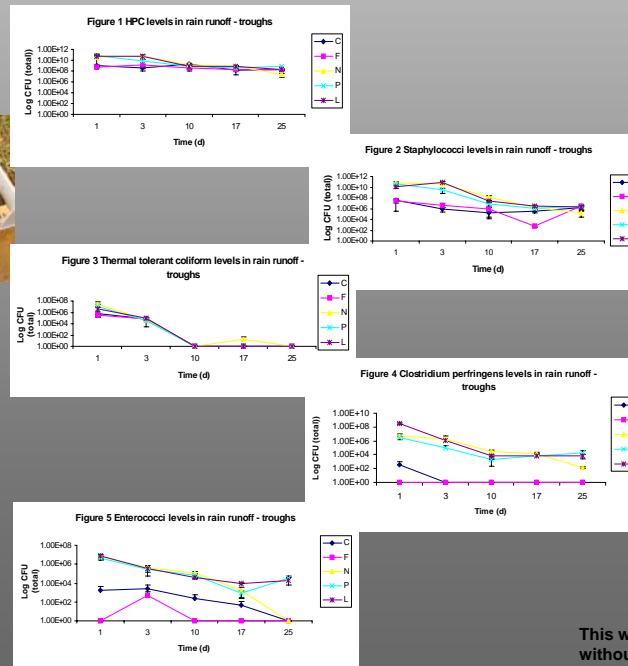 Figure 1 HPC levels in rain runoff - troughs
Log CFU (total)
1.00E+12
1.00E+10
1.00E+08
1.00E+06
1.00E+04
1.00E+02
1.00E+00
1 3 10 17 25
Time (d)
C
F
N
P
L
Figure 2 Staphylococci levels in rain runoff - troughs
Log CFU (total))
1.00E+12
1.00E+10
1.00E+08
1.00E+06
1.00E+04
1.00E+02
1.00E+00
1 3 10 17 25
Time (d)
Figure 3 Thermal tolerant coliform levels in rain runoff -
troughs
Log CFU
(total)
1.00E+08
1.00E+06
1.00E+04
1.00E+02
1.00E+00
1 3 10 17 25
Time (d)
C
F
N
P
L
Figure 4 Clostridium perfringens levels in rain runoff -
troughs
Log CFU (total))
1.00E+10
1.00E+08
1.00E+06
1.00E+04
1.00E+02
1.00E+00
1 3 10 17 25
Time (d)
Figure 5 Enterococci levels in rain runoff - troughs
Log CFU
(total)
1.00E+08
1.00E+06
1.00E+04
1.00E+02
1.00E+00
1 3 10 17 25
Time (d)
C
F
N
P
L
This w
withou